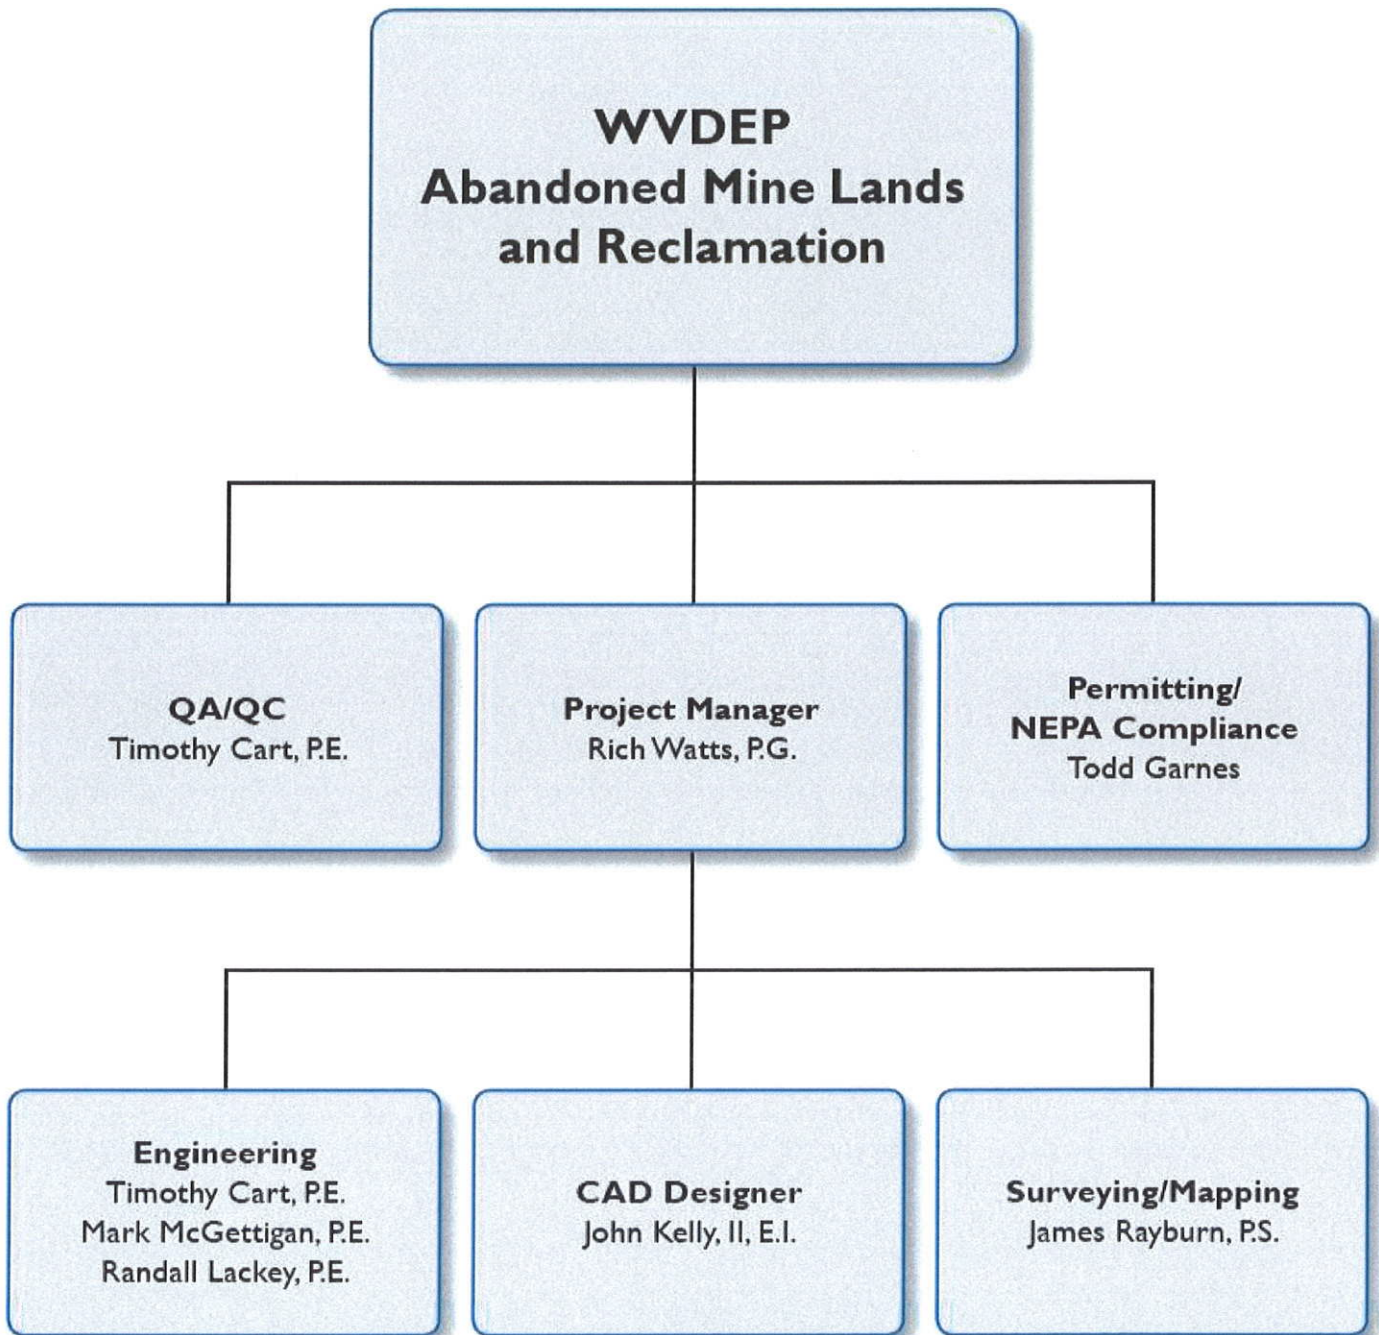 WVDEP
Abandoned Mine Lands
and Reclamation
QA/QC
Timothy Cart, P.E.
Project Manager
Rich Watts, P.G.
Permitting/
NEPA Compliance
Todd Garnes
Engineering
Timothy Cart, P.E.
Mark McGettigan, P.E.
Randall Lackey, P.E.
CAD Designer
John Kelly, II, E.I.
Surveying/Mapping
James Rayburn, P.S.